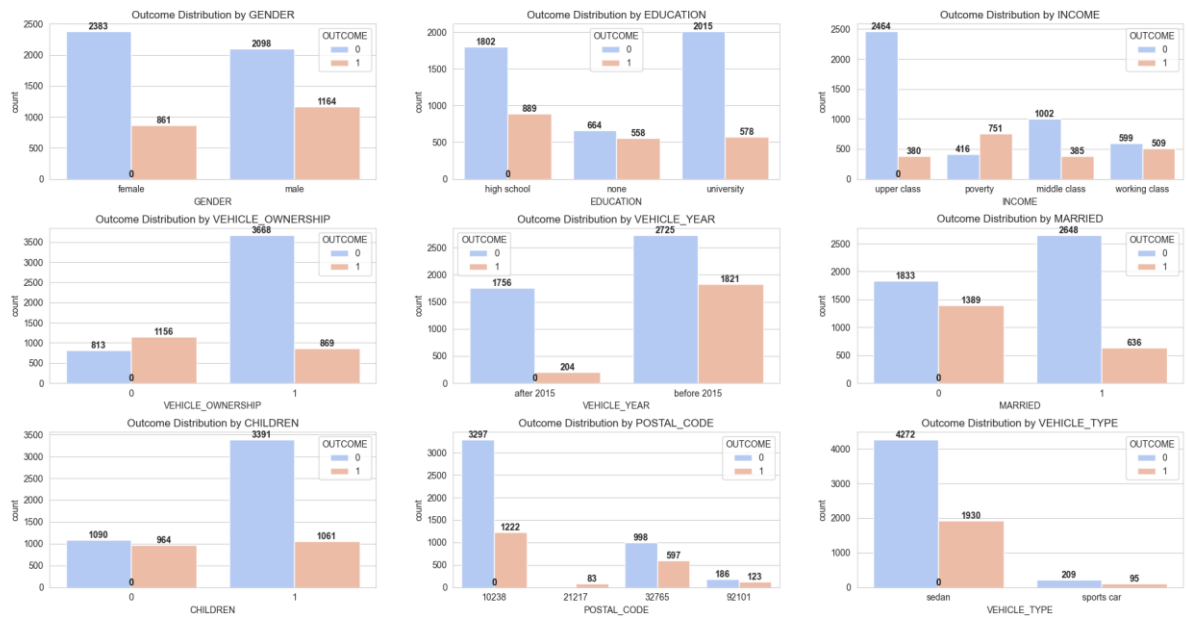 Outcome Distribution by GENDER
2500
2000
1500
1000
500
0
count
2383
861
2098
1164
0
OUTCOME
0
1
female
male
GENDER
Outcome Distribution by EDUCATION
2000
1500
1000
500
0
count
1802
889
664
558
2015
578
0
OUTCOME
0
1
high school
none
university
EDUCATION
Outcome Distribution by INCOME
2500
2000
1500
1000
500
0
count
2464
380
416
751
1002
385
599
509
0
OUTCOME
0
1
upper class
poverty
middle class
working class
INCOME
Outcome Distribution by VEHICLE_OWNERSHIP
3500
3000
2500
2000
1500
1000
500
0
count
813
1156
3668
869
0
OUTCOME
0
1
0
1
VEHICLE_OWNERSHIP
Outcome Distribution by VEHICLE_YEAR
2500
2000
1500
1000
500
0
count
1756
204
2725
1821
0
OUTCOME
0
1
after 2015
before 2015
VEHICLE_YEAR
Outcome Distribution by MARRIED
2500
2000
1500
1000
500
0
count
1833
1389
2648
636
0
OUTCOME
0
1
0
1
MARRIED
Outcome Distribution by CHILDREN
3500
3000
2500
2000
1500
1000
500
0
count
1090
964
3391
1061
0
OUTCOME
0
1
0
1
CHILDREN
Outcome Distribution by POSTAL_CODE
3000
2500
2000
1500
1000
500
0
count
3297
1222
83
998
597
186
123
0
OUTCOME
0
1
10238
21217
32765
92101
POSTAL_CODE
Outcome Distribution by VEHICLE_TYPE
4000
3000
2000
1000
0
count
4272
1930
209
95
0
OUTCOME
0
1
sedan
sports car
VEHICLE_TYPE